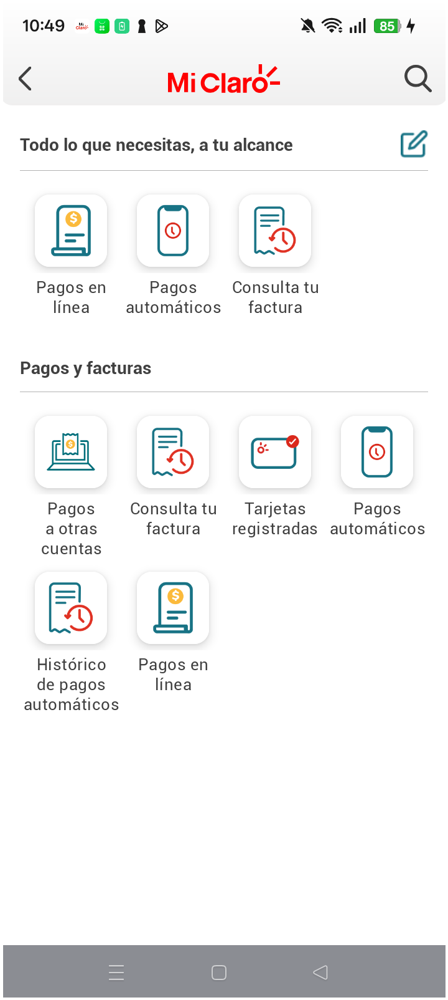 10:49
Mi
Claro
85
Mi Claro
Todo lo que necesitas, a tu alcance
$
$
Pagos en
línea
Pagos
automáticos
Consulta tu
factura
Pagos y facturas
$
Pagos
a otras
cuentas
Consulta tu
factura
Tarjetas
registradas
Pagos
automáticos
$
Histórico
de pagos
automáticos
Pagos en
línea